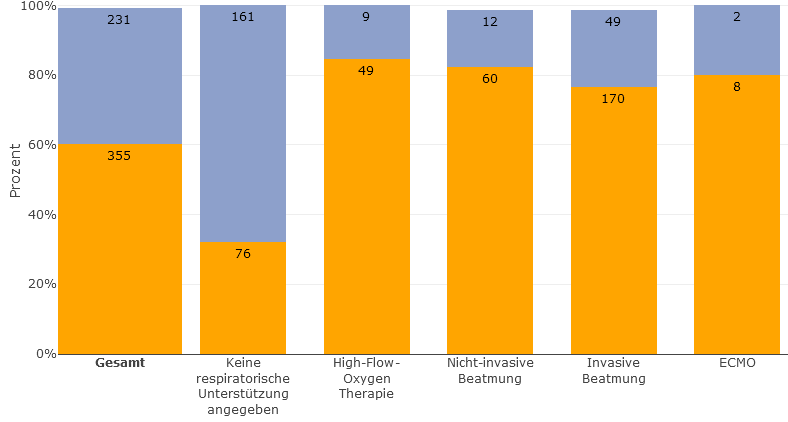 100%
80%
60%
40%
20%
0%
Prozent
231
355
161
76
9
49
12
60
49
170
2
8
Gesamt
Keine
respiratorische
Unterstützung
angegeben
High-Flow-
Oxygen
Therapie
Nicht-invasive
Beatmung
Invasive
Beatmung
ECMO